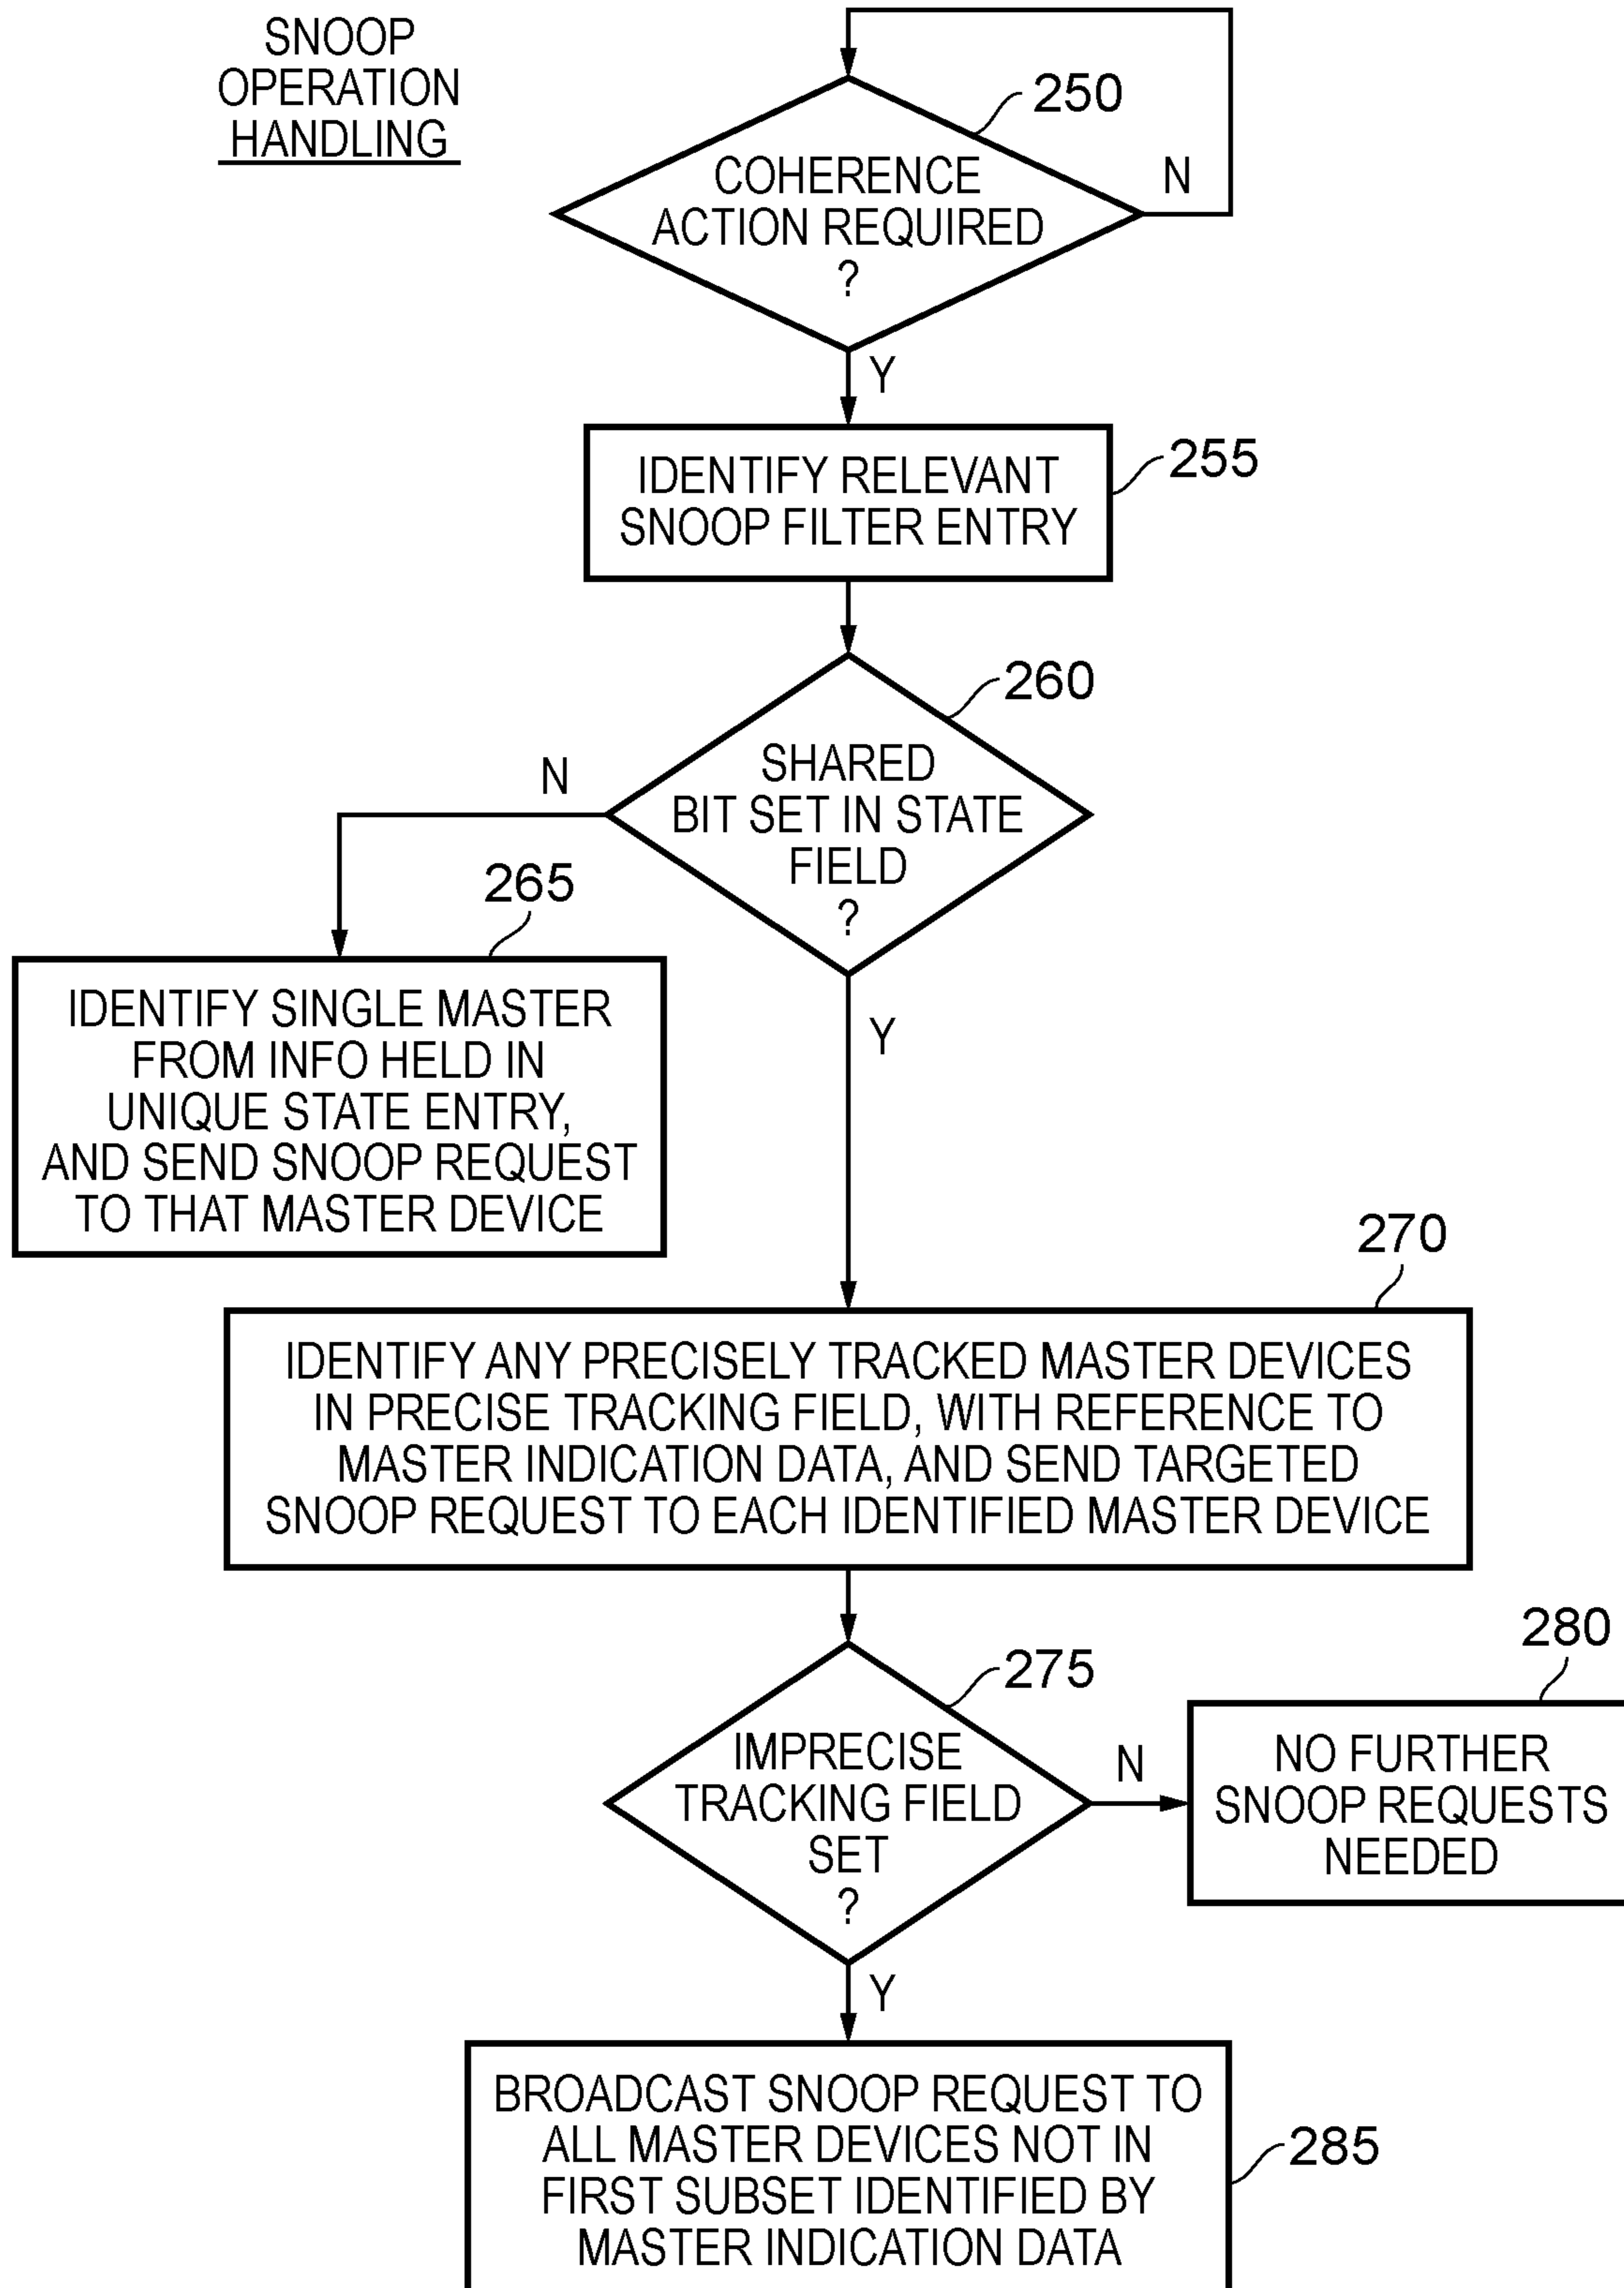 SNOOP
OPERATION
HANDLING
250
COHERENCE
ACTION REQUIRED
?
N
Y
IDENTIFY RELEVANT
SNOOP FILTER ENTRY
255
260
SHARED
BIT SET IN STATE
FIELD
?
N
Y
265
IDENTIFY SINGLE MASTER
FROM INFO HELD IN
UNIQUE STATE ENTRY,
AND SEND SNOOP REQUEST
TO THAT MASTER DEVICE
270
IDENTIFY ANY PRECISELY TRACKED MASTER DEVICES
IN PRECISE TRACKING FIELD, WITH REFERENCE TO
MASTER INDICATION DATA, AND SEND TARGETED
SNOOP REQUEST TO EACH IDENTIFIED MASTER DEVICE
275
IMPRECISE
TRACKING FIELD
SET
?
N
Y
280
NO FURTHER
SNOOP REQUESTS
NEEDED
BROADCAST SNOOP REQUEST TO
ALL MASTER DEVICES NOT IN
FIRST SUBSET IDENTIFIED BY
MASTER INDICATION DATA
285